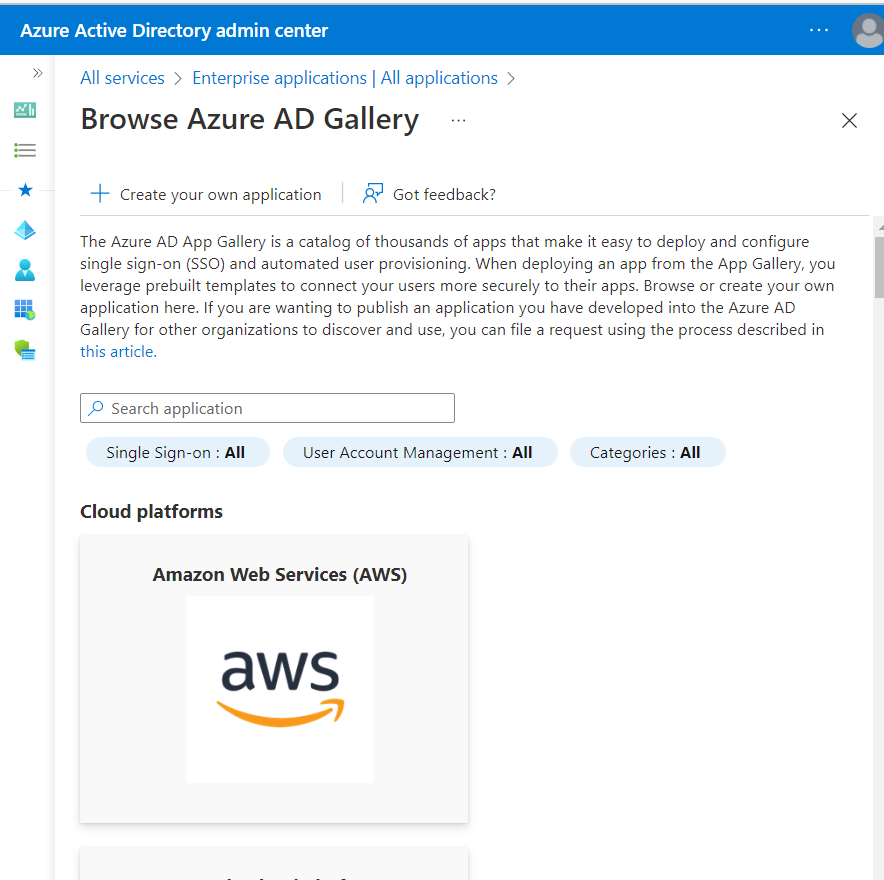 Azure Active Directory admin center
All services > Enterprise applications | All applications >
Browse Azure AD Gallery ...
Create your own application | Got feedback?
The Azure AD App Gallery is a catalog of thousands of apps that make it easy to deploy and configure
single sign-on (SSO) and automated user provisioning. When deploying an app from the App Gallery, you
leverage prebuilt templates to connect your users more securely to their apps. Browse or create your own
application here. If you are wanting to publish an application you have developed into the Azure AD
Gallery for other organizations to discover and use, you can file a request using the process described in
this article.
Search application
Single Sign-on : All
User Account Management : All
Categories : All
Cloud platforms
Amazon Web Services (AWS)
aws